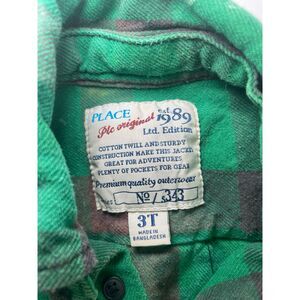 PLACE est. 1989
Plc original Ltd. Edition
COTTON TWILL AND STURDY
CONSTRUCTION MAKE THIS JACKET
GREAT FOR ADVENTURES
PLENTY OF POCKETS FOR GEAR
Premium quality outerwear
No/ s343
3T
MADE IN
BANGLADESH